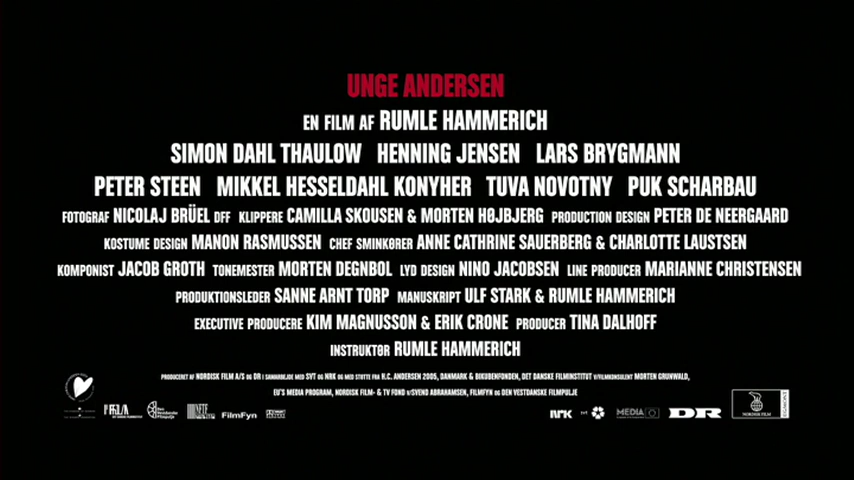 UNGE ANDERSEN
EN FILM AF RUMLE HAMMERICH
SIMON DAHL THAULOW HENNING JENSEN LARS BRYGMANN
PETER STEEN MIKKEL HESSELDAHL KONYHER TUVA NOVOTNY PUK SCHARBAU
FOTOGRAF NICOLAJ BRÜEL DFF KLIPPERE CAMILLA SKOUSEN & MORTEN HØJBJERG PRODUCTION DESIGN PETER DE NEERGAARD
KOSTUME DESIGN MANON RASMUSSEN CHEF SMINKØRER ANNE CATHRINE SAUERBERG & CHARLOTTE LAUSTSEN
KOMPONIST JACOB GROTH TONEMESTER MORTEN DEGNBOL LYD DESIGN NINO JACOBSEN LINE PRODUCER MARIANNE CHRISTENSEN
PRODUKTIONSLEDER SANNE ARNT TORP MANUSKRIPT ULF STARK & RUMLE HAMMERICH
EXECUTIVE PRODUCERE KIM MAGNUSSON & ERIK CRONE PRODUCER TINA DALHOFF
INSTRUKTØR RUMLE HAMMERICH
PRODUCERET AF NORDISK FILM A/S OG DR I SAMARBEJDE MED SVT OG NRK OG MED STØTTE FRA H.C. ANDERSEN 2005, DANMARK & BIKUBENFONDEN, DET DANSKE FILMINSTITUT V/FILMKONSULENT MORTEN GRUNWALD,
EU'S MEDIA PROGRAM, NORDISK FILM- & TV FOND V/SVEND ABRAHAMSEN, FILMFYN OG DEN VESTDANSKE FILMPULJE
FilmFyn NRK svt MEDIA DR NORDISK FILM EGMONT